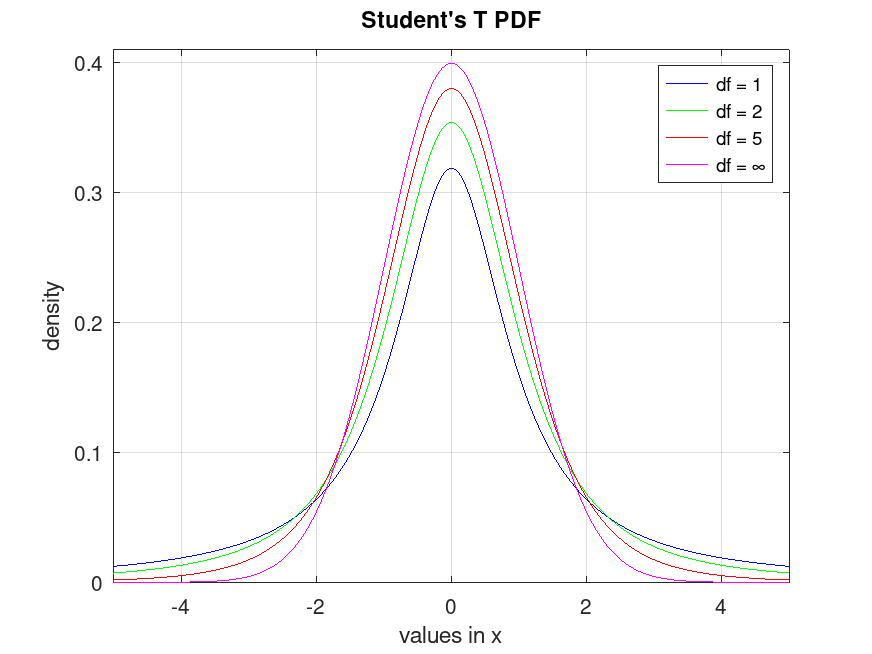 Student's T PDF
df = 1
df = 2
df = 5
df = ∞
0.4
0.3
0.2
0.1
0
density
-4 -2 0 2 4
values in x